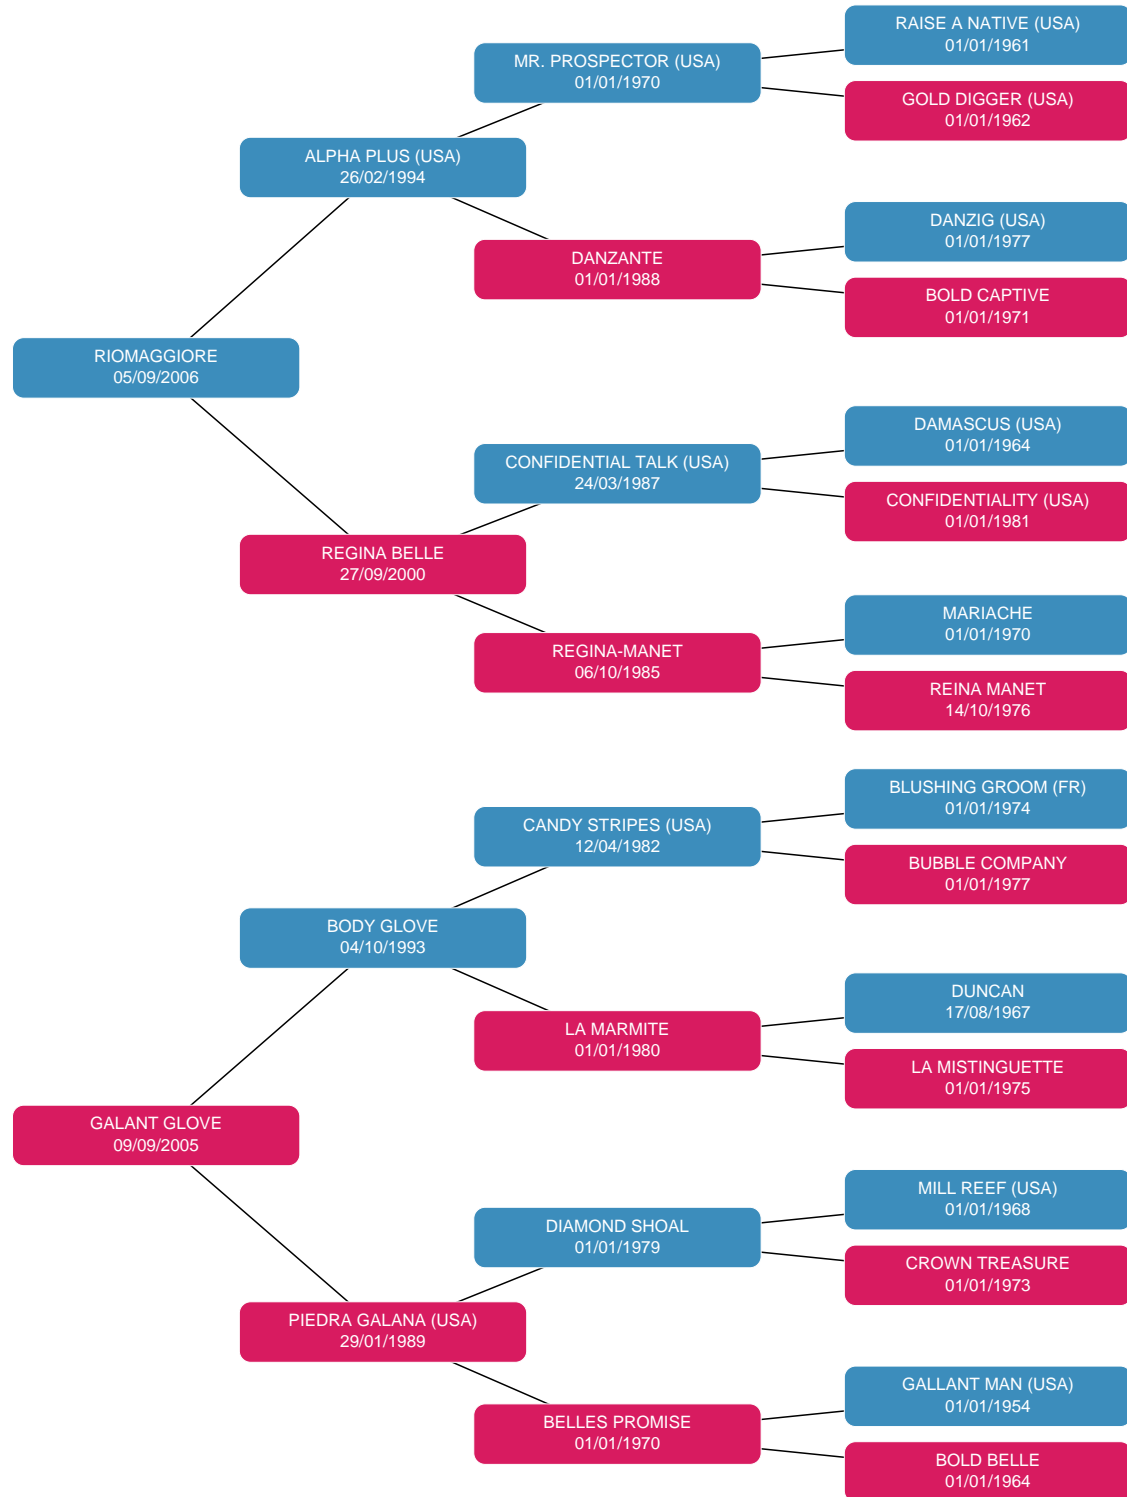 RAISE A NATIVE (USA)
01/01/1961
MR. PROSPECTOR (USA)
01/01/1970
GOLD DIGGER (USA)
01/01/1962
ALPHA PLUS (USA)
26/02/1994
DANZIG (USA)
01/01/1977
DANZANTE
01/01/1988
BOLD CAPTIVE
01/01/1971
RIOMAGGIORE
05/09/2006
DAMASCUS (USA)
01/01/1964
CONFIDENTIAL TALK (USA)
24/03/1987
CONFIDENTIALITY (USA)
01/01/1981
REGINA BELLE
27/09/2000
MARIACHE
01/01/1970
REGINA-MANET
06/10/1985
REINA MANET
14/10/1976
BLUSHING GROOM (FR)
01/01/1974
CANDY STRIPES (USA)
12/04/1982
BUBBLE COMPANY
01/01/1977
BODY GLOVE
04/10/1993
DUNCAN
17/08/1967
LA MARMITE
01/01/1980
LA MISTINGUETTE
01/01/1975
GALANT GLOVE
09/09/2005
MILL REEF (USA)
01/01/1968
DIAMOND SHOAL
01/01/1979
CROWN TREASURE
01/01/1973
PIEDRA GALANA (USA)
29/01/1989
GALLANT MAN (USA)
01/01/1954
BELLES PROMISE
01/01/1970
BOLD BELLE
01/01/1964